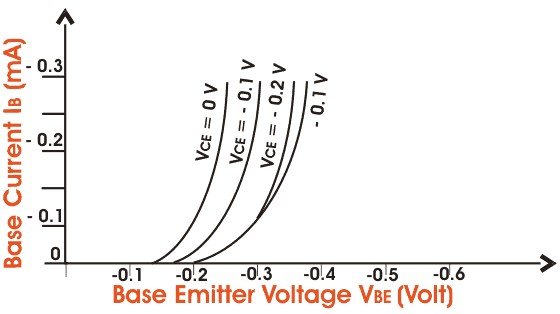 Base Current IB (mA)
- 0.3
- 0.2
- 0.1
0
VCE = 0 V
VCE = - 0.1 V
VCE = - 0.2 V
- 0.1 V
-0.1 -0.2 -0.3 -0.4 -0.5 -0.6
Base Emitter Voltage VBE (Volt)